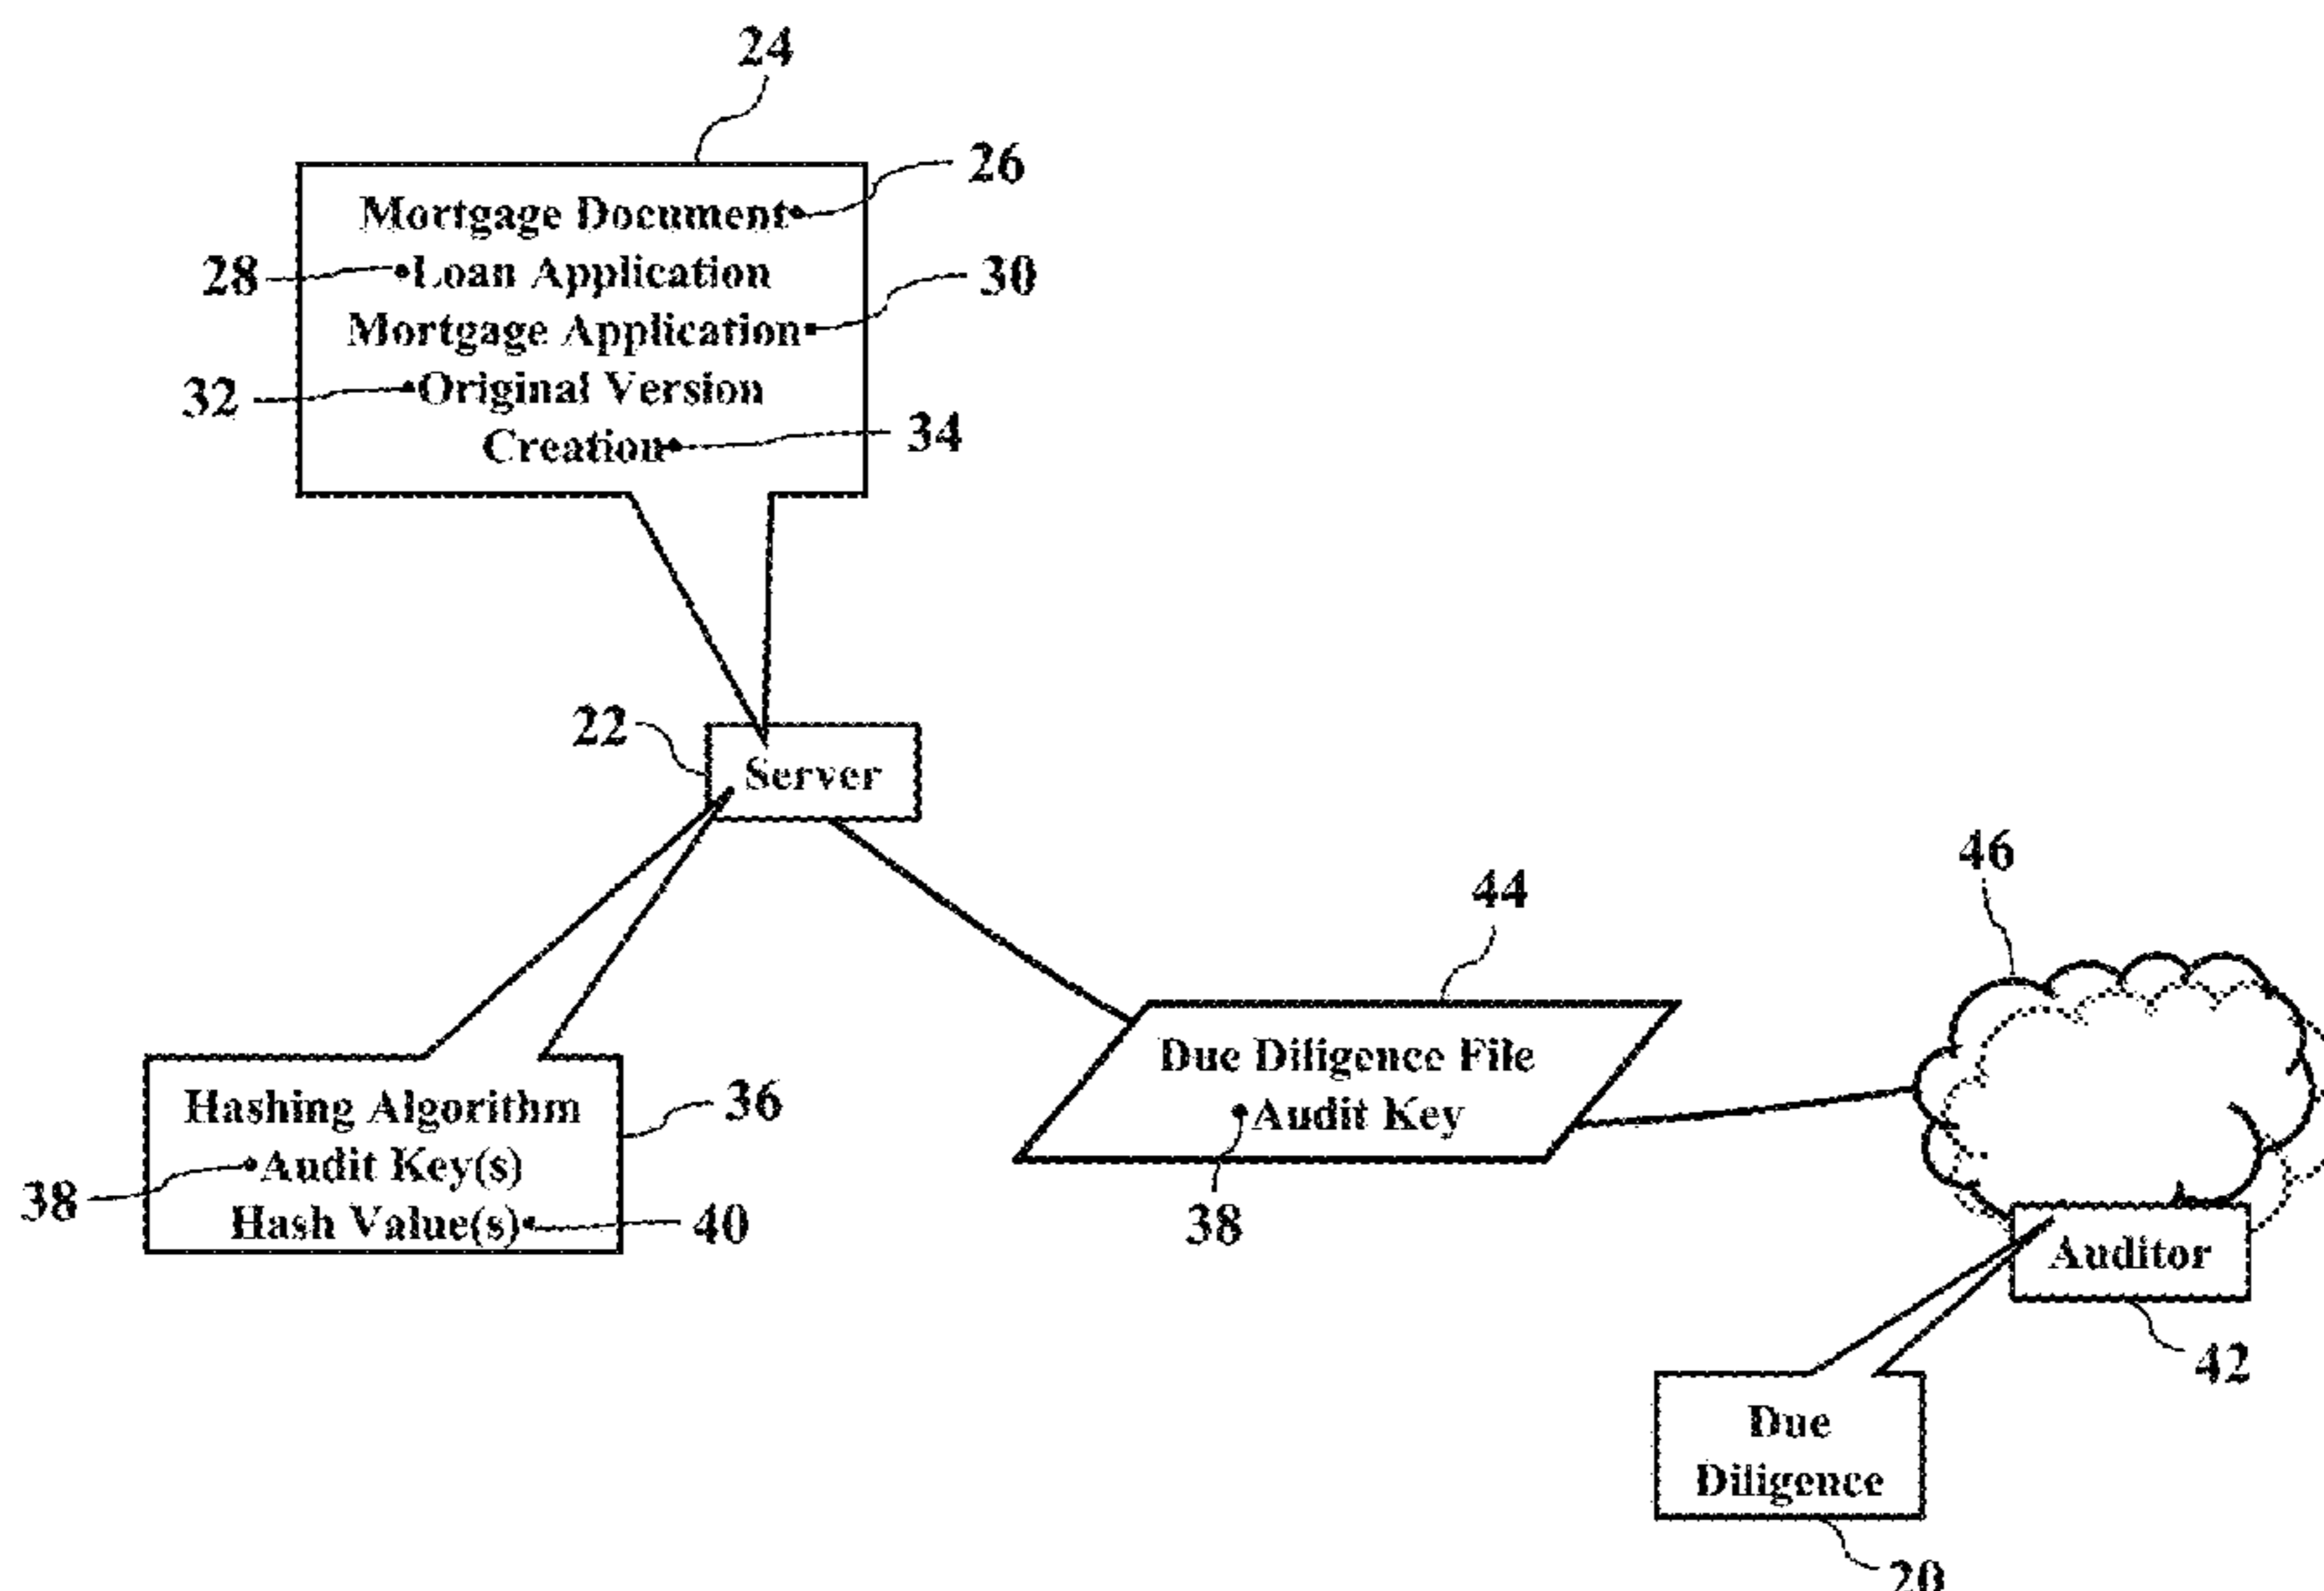 24
26
Mortgage Document
28
Loan Application
30
Mortgage Application
32
Original Version
34
Creation
22
Server
46
44
Due Diligence File
Audit Key
38
36
Hashing Algorithm
Audit Key(s)
38
Hash Value(s)
40
Auditor
42
Due
Diligence
20